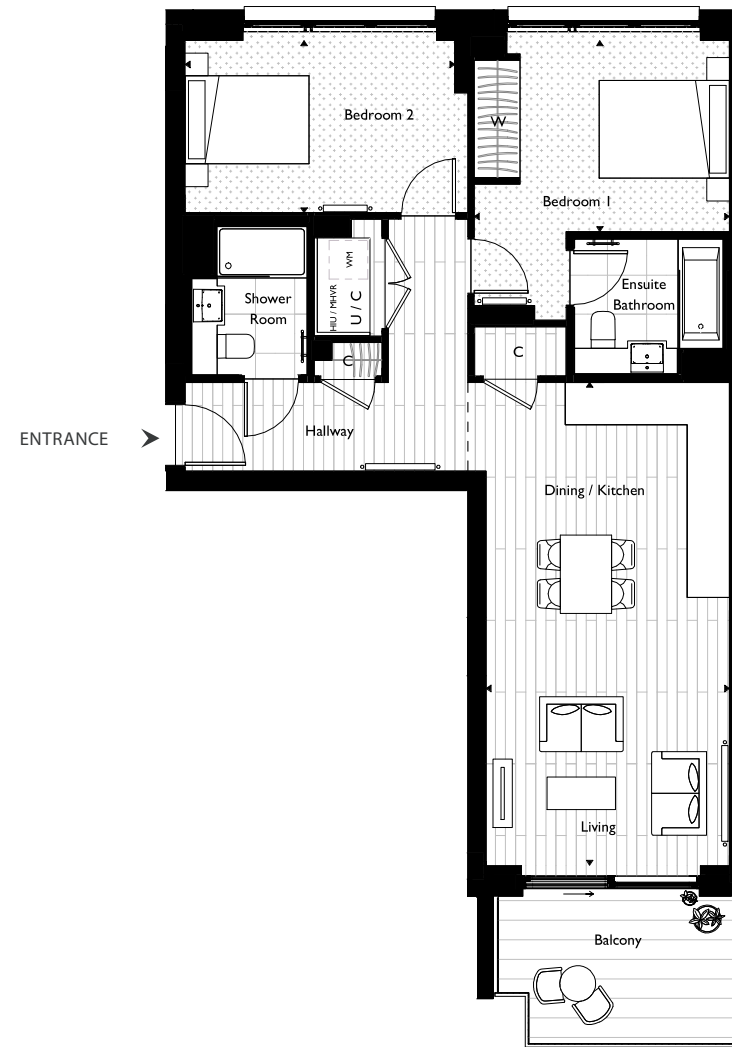 Bedroom 2
W
Bedroom 1
WM
HIU / MHVR
U / C
Shower
Room
Ensuite
Bathroom
C
C
Hallway
ENTRANCE
Dining / Kitchen
Living
Balcony